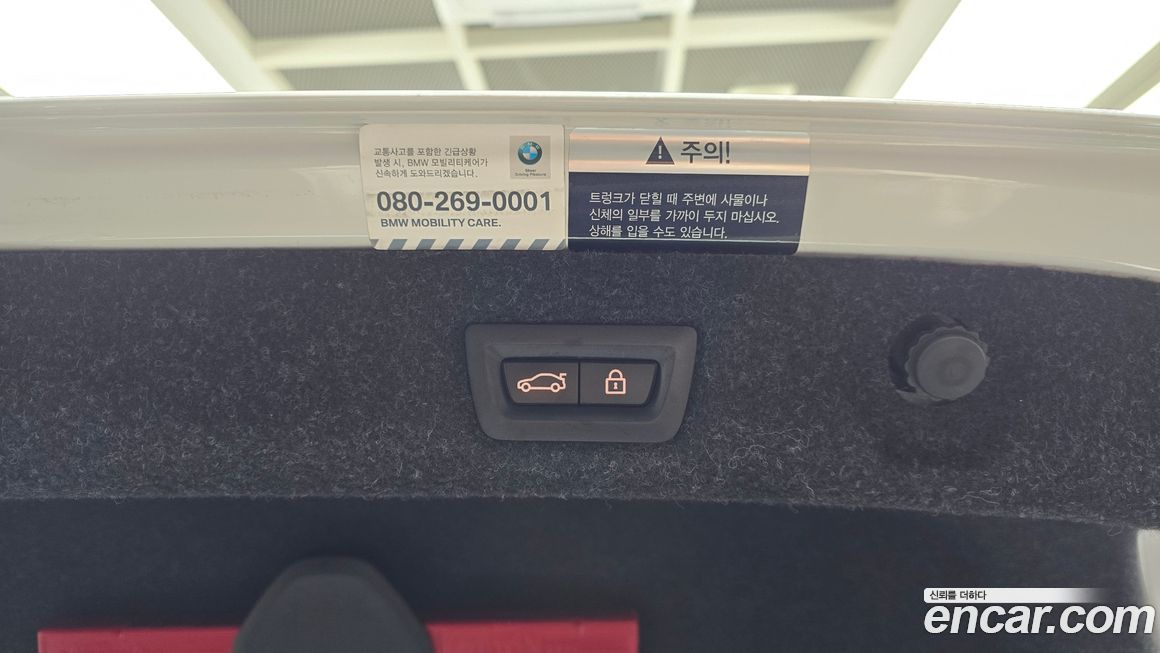 교통사고를 포함한 긴급상황
발생 시, BMW 모빌리티케어가
신속하게 도와드리겠습니다.
Sheer
Driving Pleasure
080-269-0001
BMW MOBILITY CARE.
주의!
트렁크가 닫힐 때 주변에 사물이나
신체의 일부를 가까이 두지 마십시오.
상해를 입을 수도 있습니다.
신뢰를 더하다
encar.com